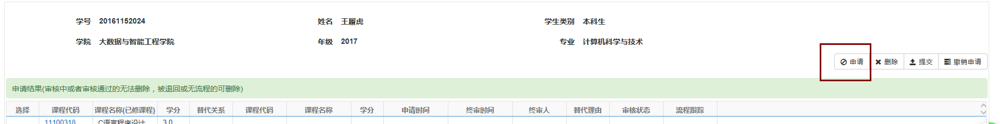 学号 20161152024 姓名 王履虎 学生类别 本科生
学院 大数据与智能工程学院 年级 2017 专业 计算机科学与技术
申请 删除 提交 撤销申请
申请结果(审核中或者审核通过的无法删除，被退回或无流程的可删除)
选择 课程代码 课程名称(已修课程) 学分 替代关系 课程代码 课程名称 学分 申请时间 终审时间 终审人 替代理由 审核状态 流程跟踪
11100318 C语言程序设计 3.0